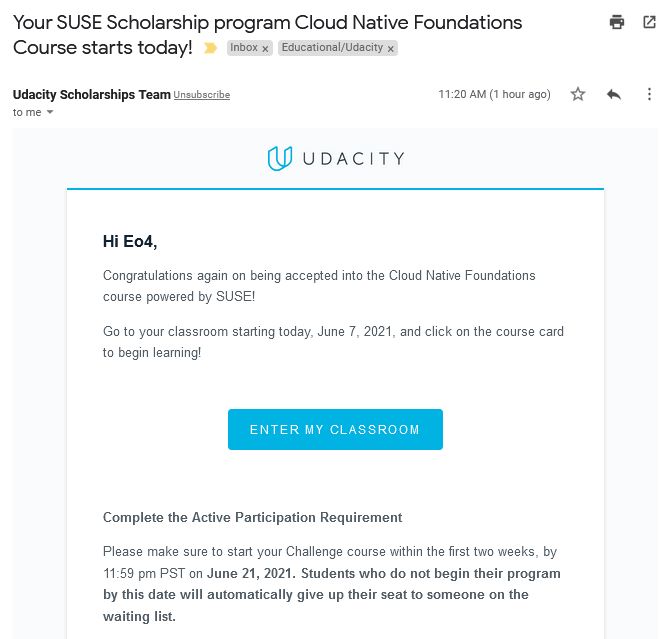 Your SUSE Scholarship program Cloud Native Foundations
Course starts today! Inbox x Educational/Udacity x
Udacity Scholarships Team Unsubscribe 11:20 AM (1 hour ago)
to me
UDACITY
Hi Eo4,
Congratulations again on being accepted into the Cloud Native Foundations
course powered by SUSE!
Go to your classroom starting today, June 7, 2021, and click on the course card
to begin learning!
ENTER MY CLASSROOM
Complete the Active Participation Requirement
Please make sure to start your Challenge course within the first two weeks, by
11:59 pm PST on June 21, 2021. Students who do not begin their program
by this date will automatically give up their seat to someone on the
waiting list.